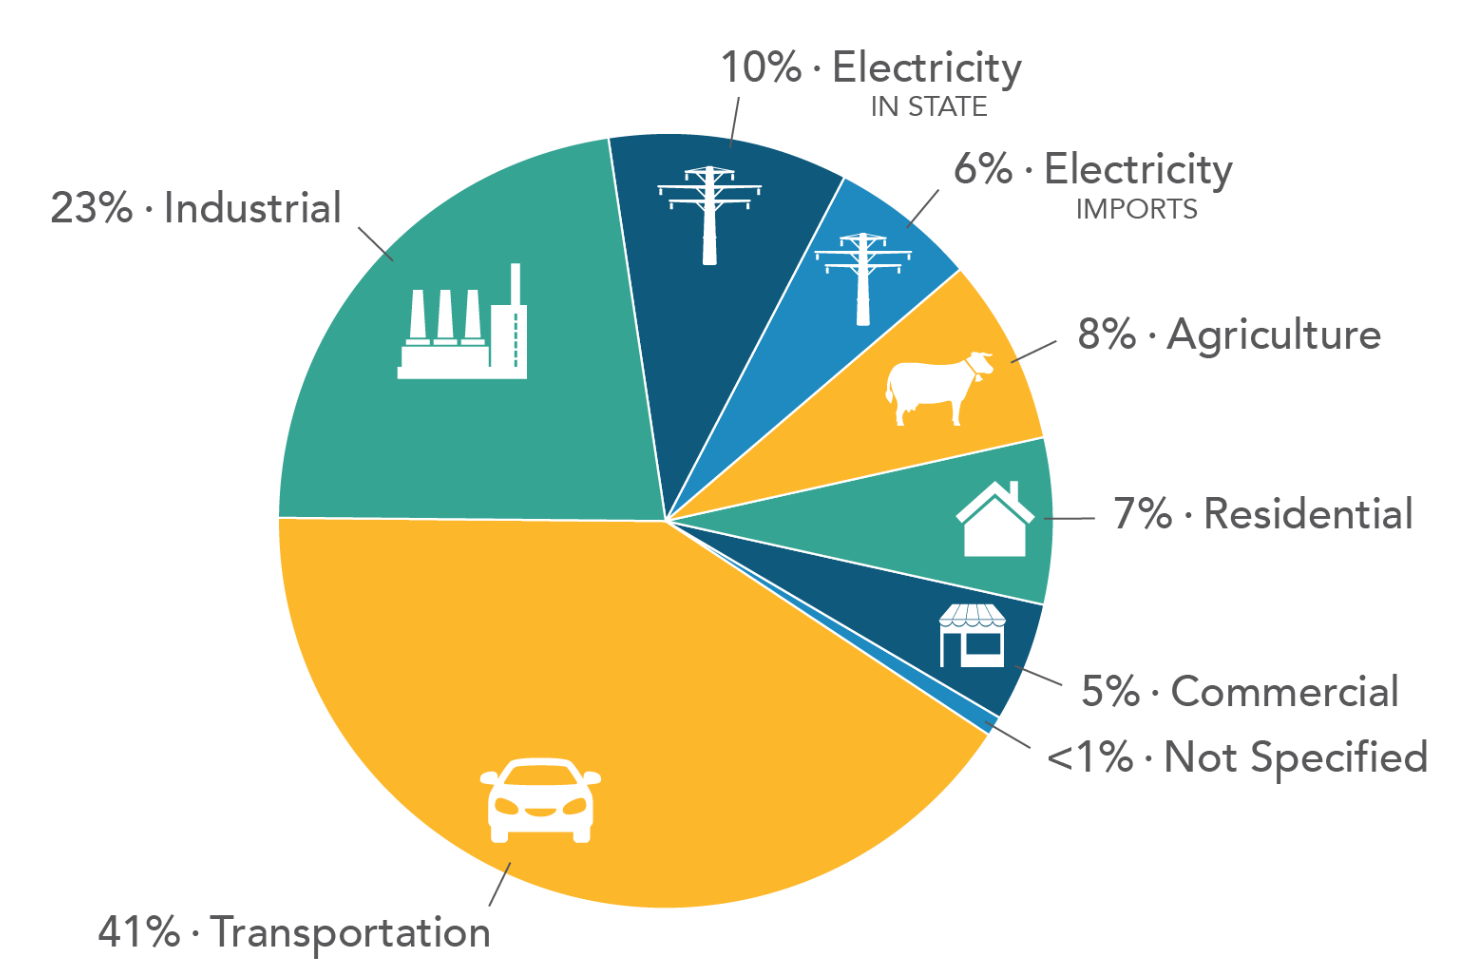 10% · Electricity
IN STATE
6% · Electricity
IMPORTS
23% · Industrial
8% · Agriculture
7% · Residential
5% · Commercial
<1% · Not Specified
41% · Transportation